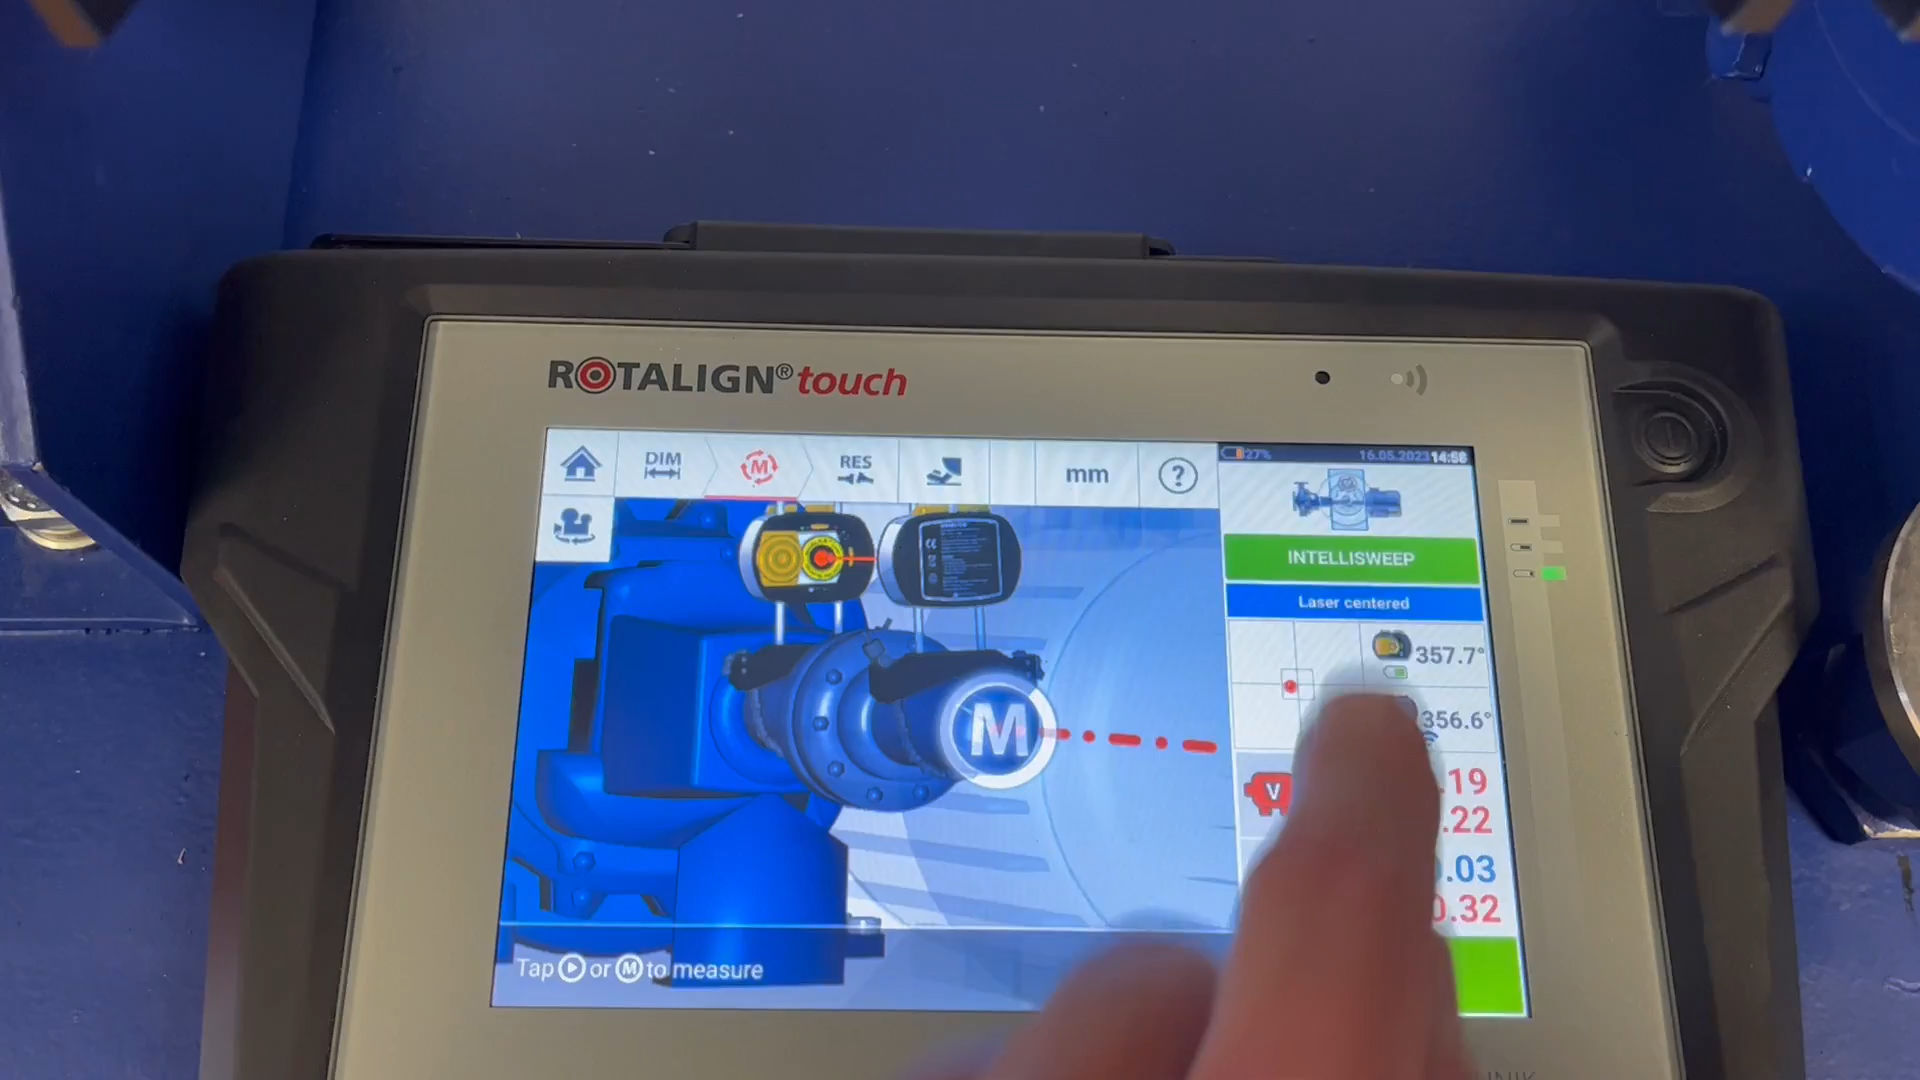 ROTALIGN® touch
DIM
M
RES
mm
?
27%
16.05.2023 14:56
INTELLISWEEP
Laser centered
357.7°
356.6°
M
V
.19
.22
.03
0.32
Tap or M to measure